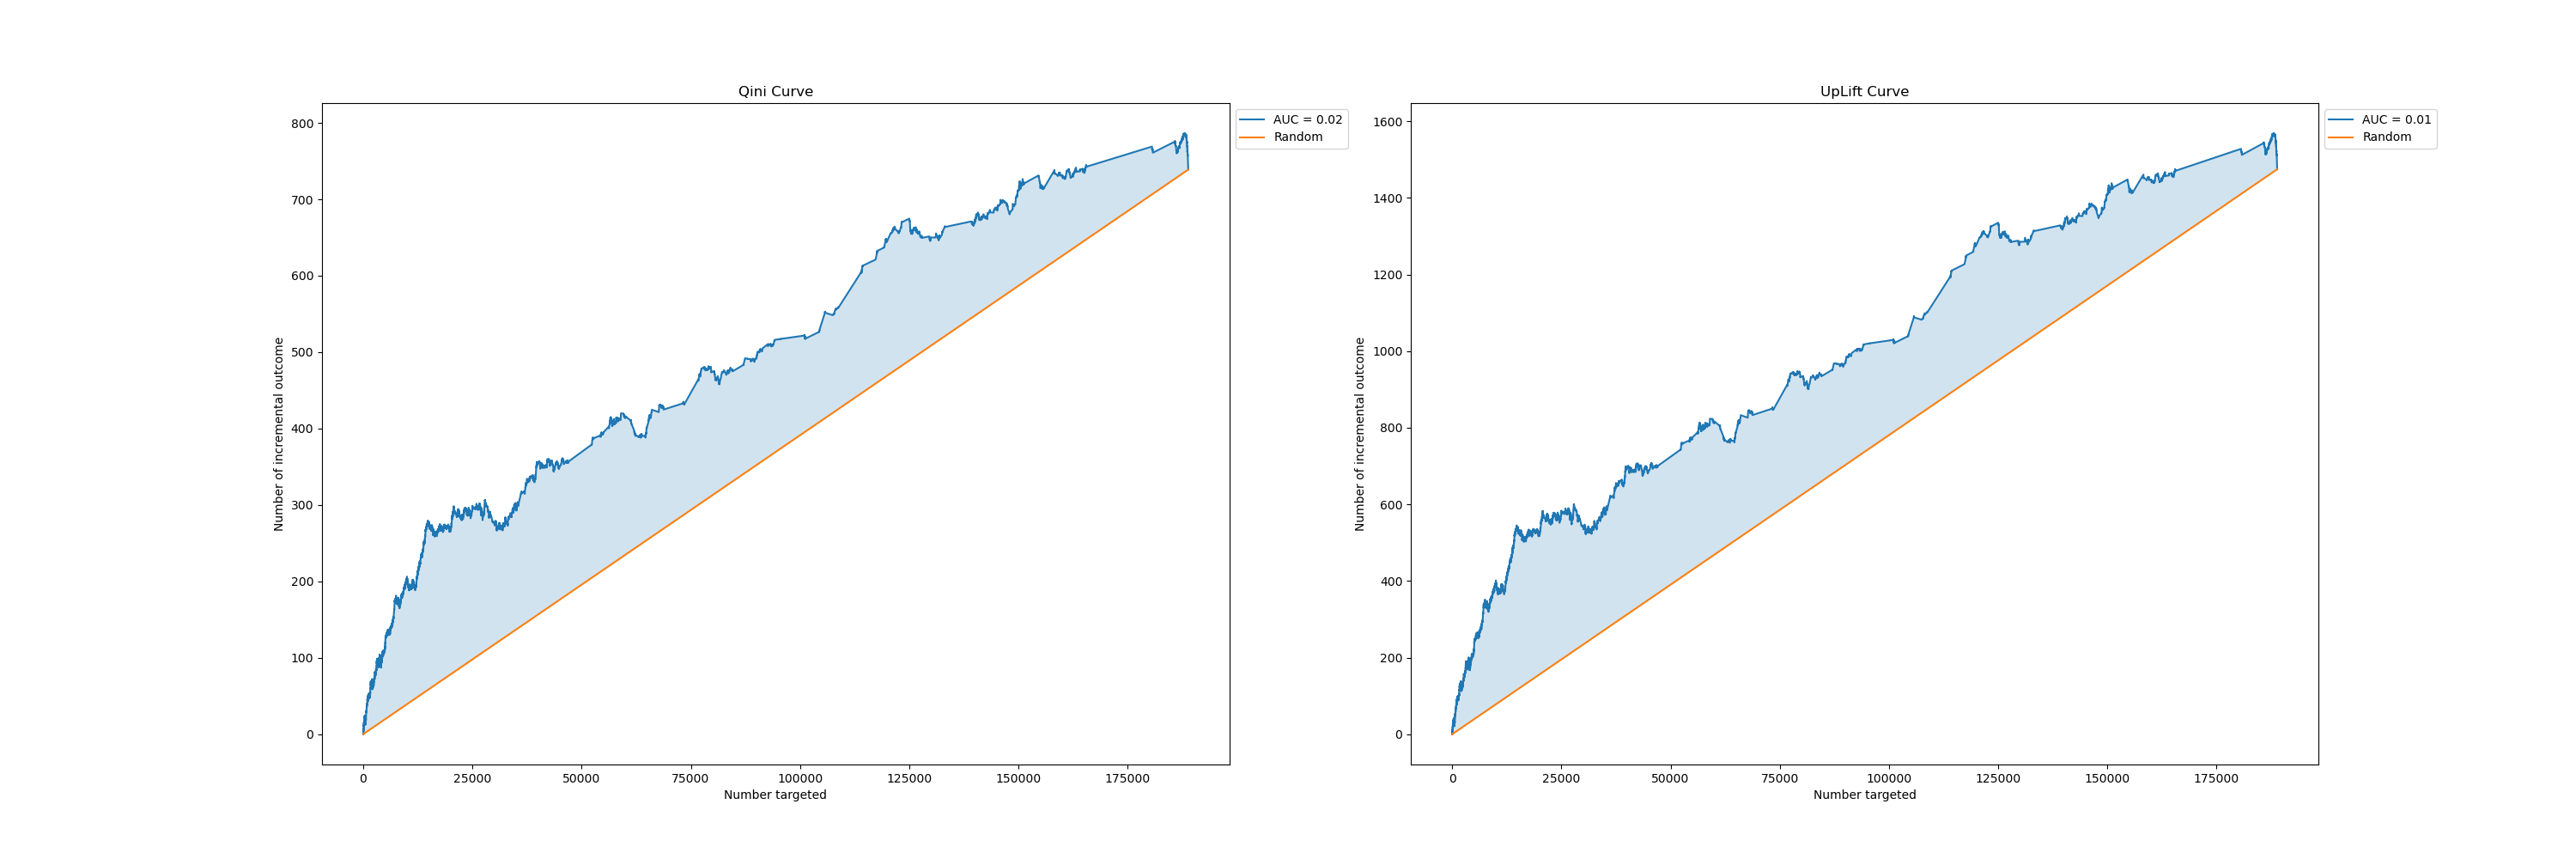 Qini Curve
800
700
600
500
400
300
200
100
0
Number of incremental outcome
0 25000 50000 75000 100000 125000 150000 175000
Number targeted
AUC = 0.02
Random
UpLift Curve
1600
1400
1200
1000
800
600
400
200
0
Number of incremental outcome
0 25000 50000 75000 100000 125000 150000 175000
Number targeted
AUC = 0.01
Random